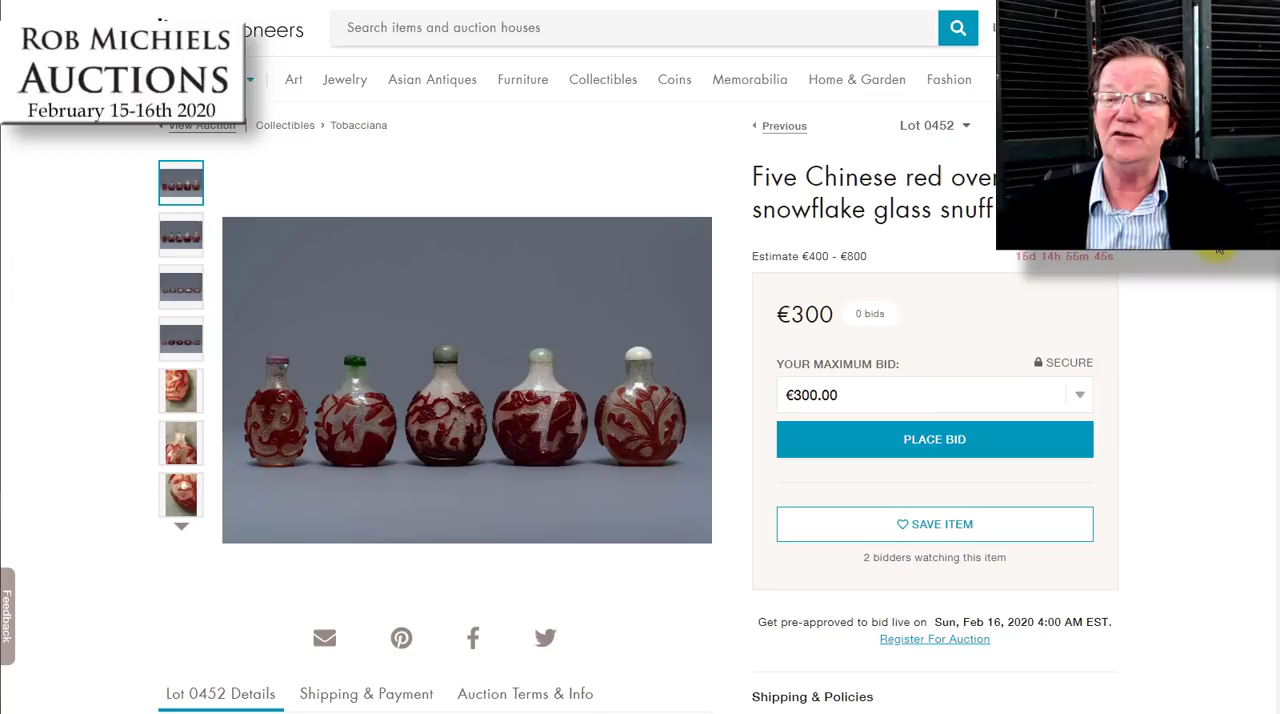 ROB MICHIELS
AUCTIONS
February 15-16th 2020
oneers
Search items and auction houses
Art
Jewelry
Asian Antiques
Furniture
Collectibles
Coins
Memorabilia
Home & Garden
Fashion
View Auction
Collectibles › Tobacciana
Previous
Lot 0452
Five Chinese red over
snowflake glass snuff
Estimate €400 - €800
15d 14h 55m 45s
€300
0 bids
YOUR MAXIMUM BID:
SECURE
€300.00
PLACE BID
SAVE ITEM
2 bidders watching this item
Feedback
Get pre-approved to bid live on Sun, Feb 16, 2020 4:00 AM EST.
Register For Auction
Lot 0452 Details
Shipping & Payment
Auction Terms & Info
Shipping & Policies